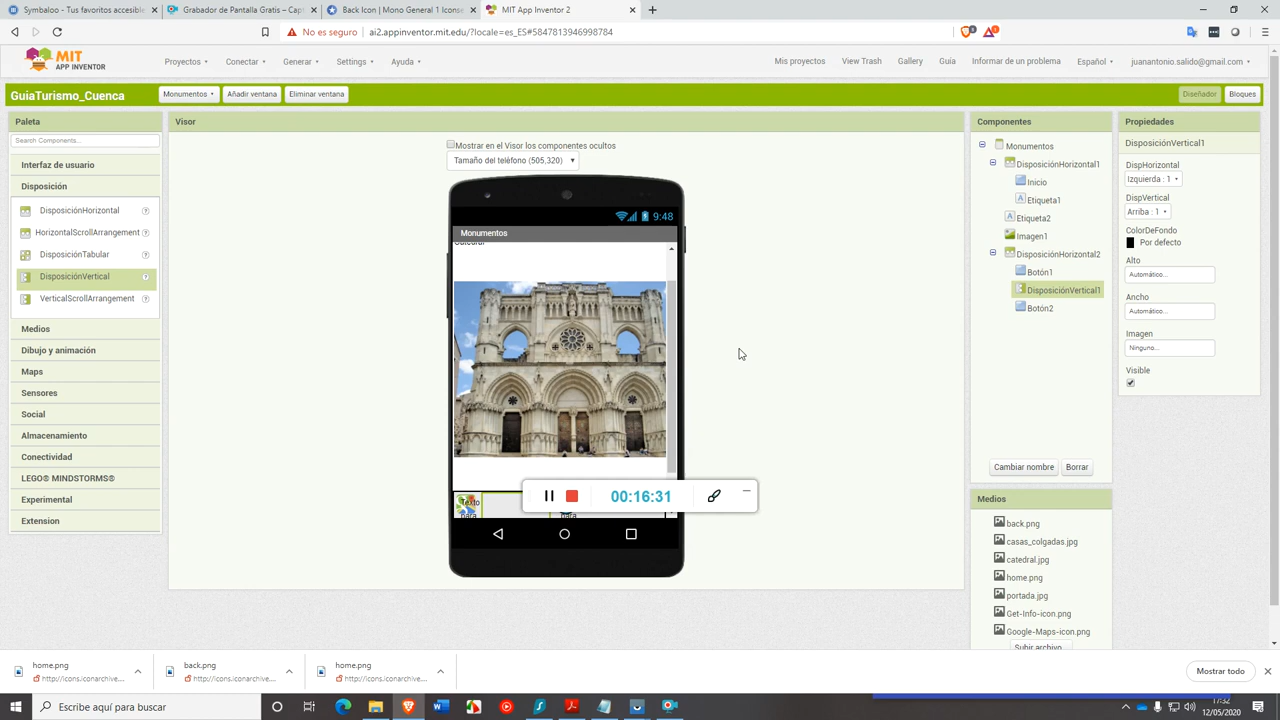 Symbaloo - Tus aplicaciones
Grabador de Pantalla Gratis – Capt
Back Icon | Mono General 1 Iconse
MIT App Inventor 2
No es seguro
ai2.appinventor.mit.edu/?locale=es_ES#5847813946998784
MIT
APP INVENTOR
Proyectos
Conectar
Generar
Settings
Ayuda
Mis proyectos
View Trash
Gallery
Guía
Informar de un problema
Español
juanantonio.salido@gmail.com
GuiaTurismo_Cuenca
Monumentos
Añadir ventana
Eliminar ventana
Diseñador
Bloques
Paleta
Search Components...
Interfaz de usuario
Disposición
DisposiciónHorizontal
HorizontalScrollArrangement
DisposiciónTabular
DisposiciónVertical
VerticalScrollArrangement
Medios
Dibujo y animación
Maps
Sensores
Social
Almacenamiento
Conectividad
LEGO® MINDSTORMS®
Experimental
Extension
Visor
Mostrar en el Visor los componentes ocultos
Tamaño del teléfono (505,320)
9:48
Monumentos
Catedral
Texto
para
para
00:16:31
Componentes
Monumentos
DisposiciónHorizontal1
Inicio
Etiqueta1
Etiqueta2
Imagen1
DisposiciónHorizontal2
Botón1
DisposiciónVertical1
Botón2
Cambiar nombre
Borrar
Medios
back.png
casas_colgadas.jpg
catedral.jpg
home.png
portada.jpg
Get-Info-icon.png
Google-Maps-icon.png
Subir archivo
Propiedades
DisposiciónVertical1
DispHorizontal
Izquierda : 1
DispVertical
Arriba : 1
ColorDeFondo
Por defecto
Alto
Automático...
Ancho
Automático...
Imagen
Ninguno...
Visible
home.png
http://icons.iconarchive....
back.png
http://icons.iconarchive....
home.png
http://icons.iconarchive....
Mostrar todo
Escribe aquí para buscar
17:32
12/05/2020